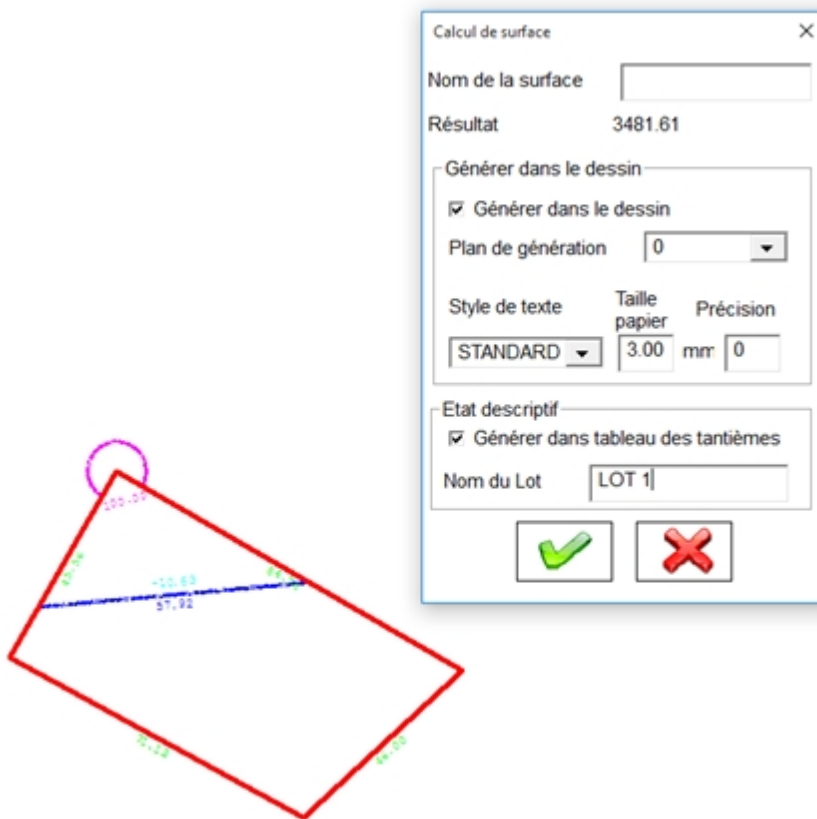 Calcul de surface
Nom de la surface
Résultat 3481.61
Générer dans le dessin
Générer dans le dessin
Plan de génération 0
Style de texte Taille papier Précision
STANDARD 3.00 mm 0
Etat descriptif
Générer dans tableau des tantièmes
Nom du Lot LOT 1
57.92